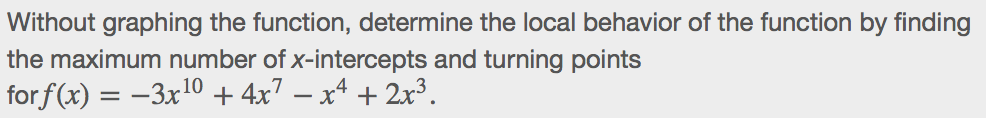 Without graphing the function, determine the local behavior of the function by finding
the maximum number of x-intercepts and turning points
for f(x) = −3x¹⁰ + 4x⁷ − x⁴ + 2x³.